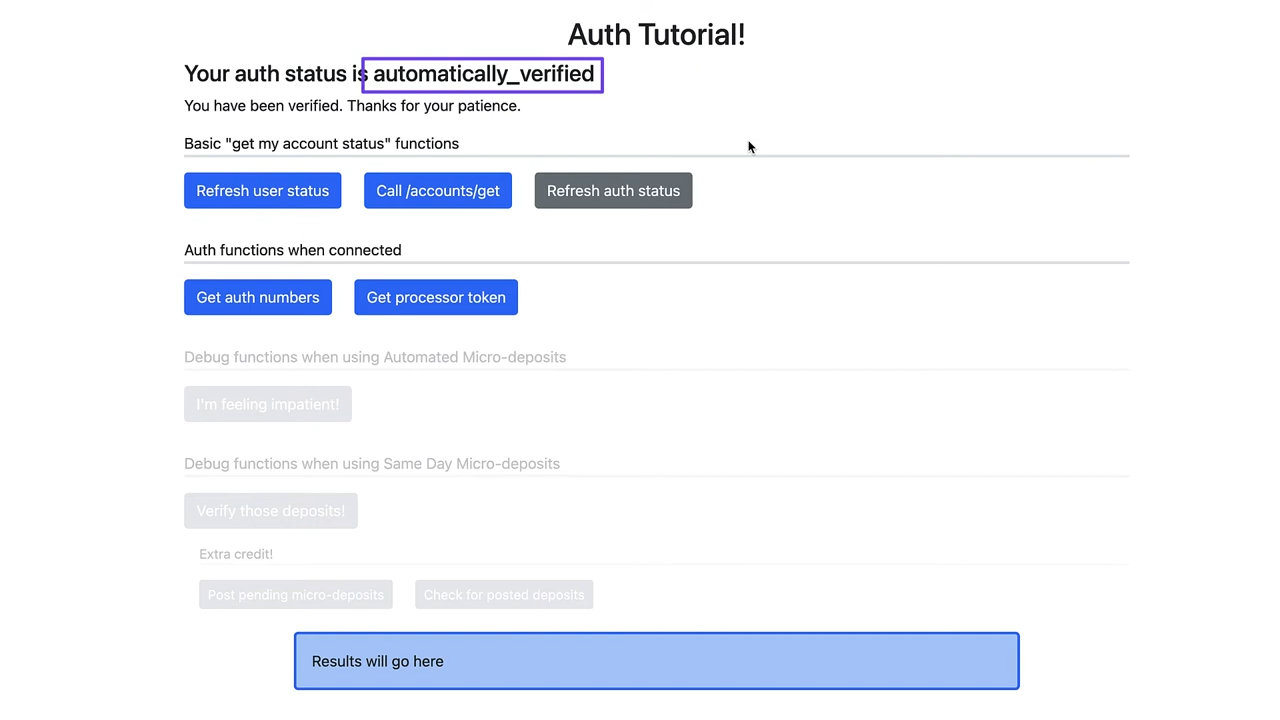 Auth Tutorial!
Your auth status is automatically_verified
You have been verified. Thanks for your patience.
Basic "get my account status" functions
Refresh user status Call /accounts/get Refresh auth status
Auth functions when connected
Get auth numbers Get processor token
Debug functions when using Automated Micro-deposits
I'm feeling impatient!
Debug functions when using Same Day Micro-deposits
Verify those deposits!
Extra credit!
Post pending micro-deposits Check for posted deposits
Results will go here